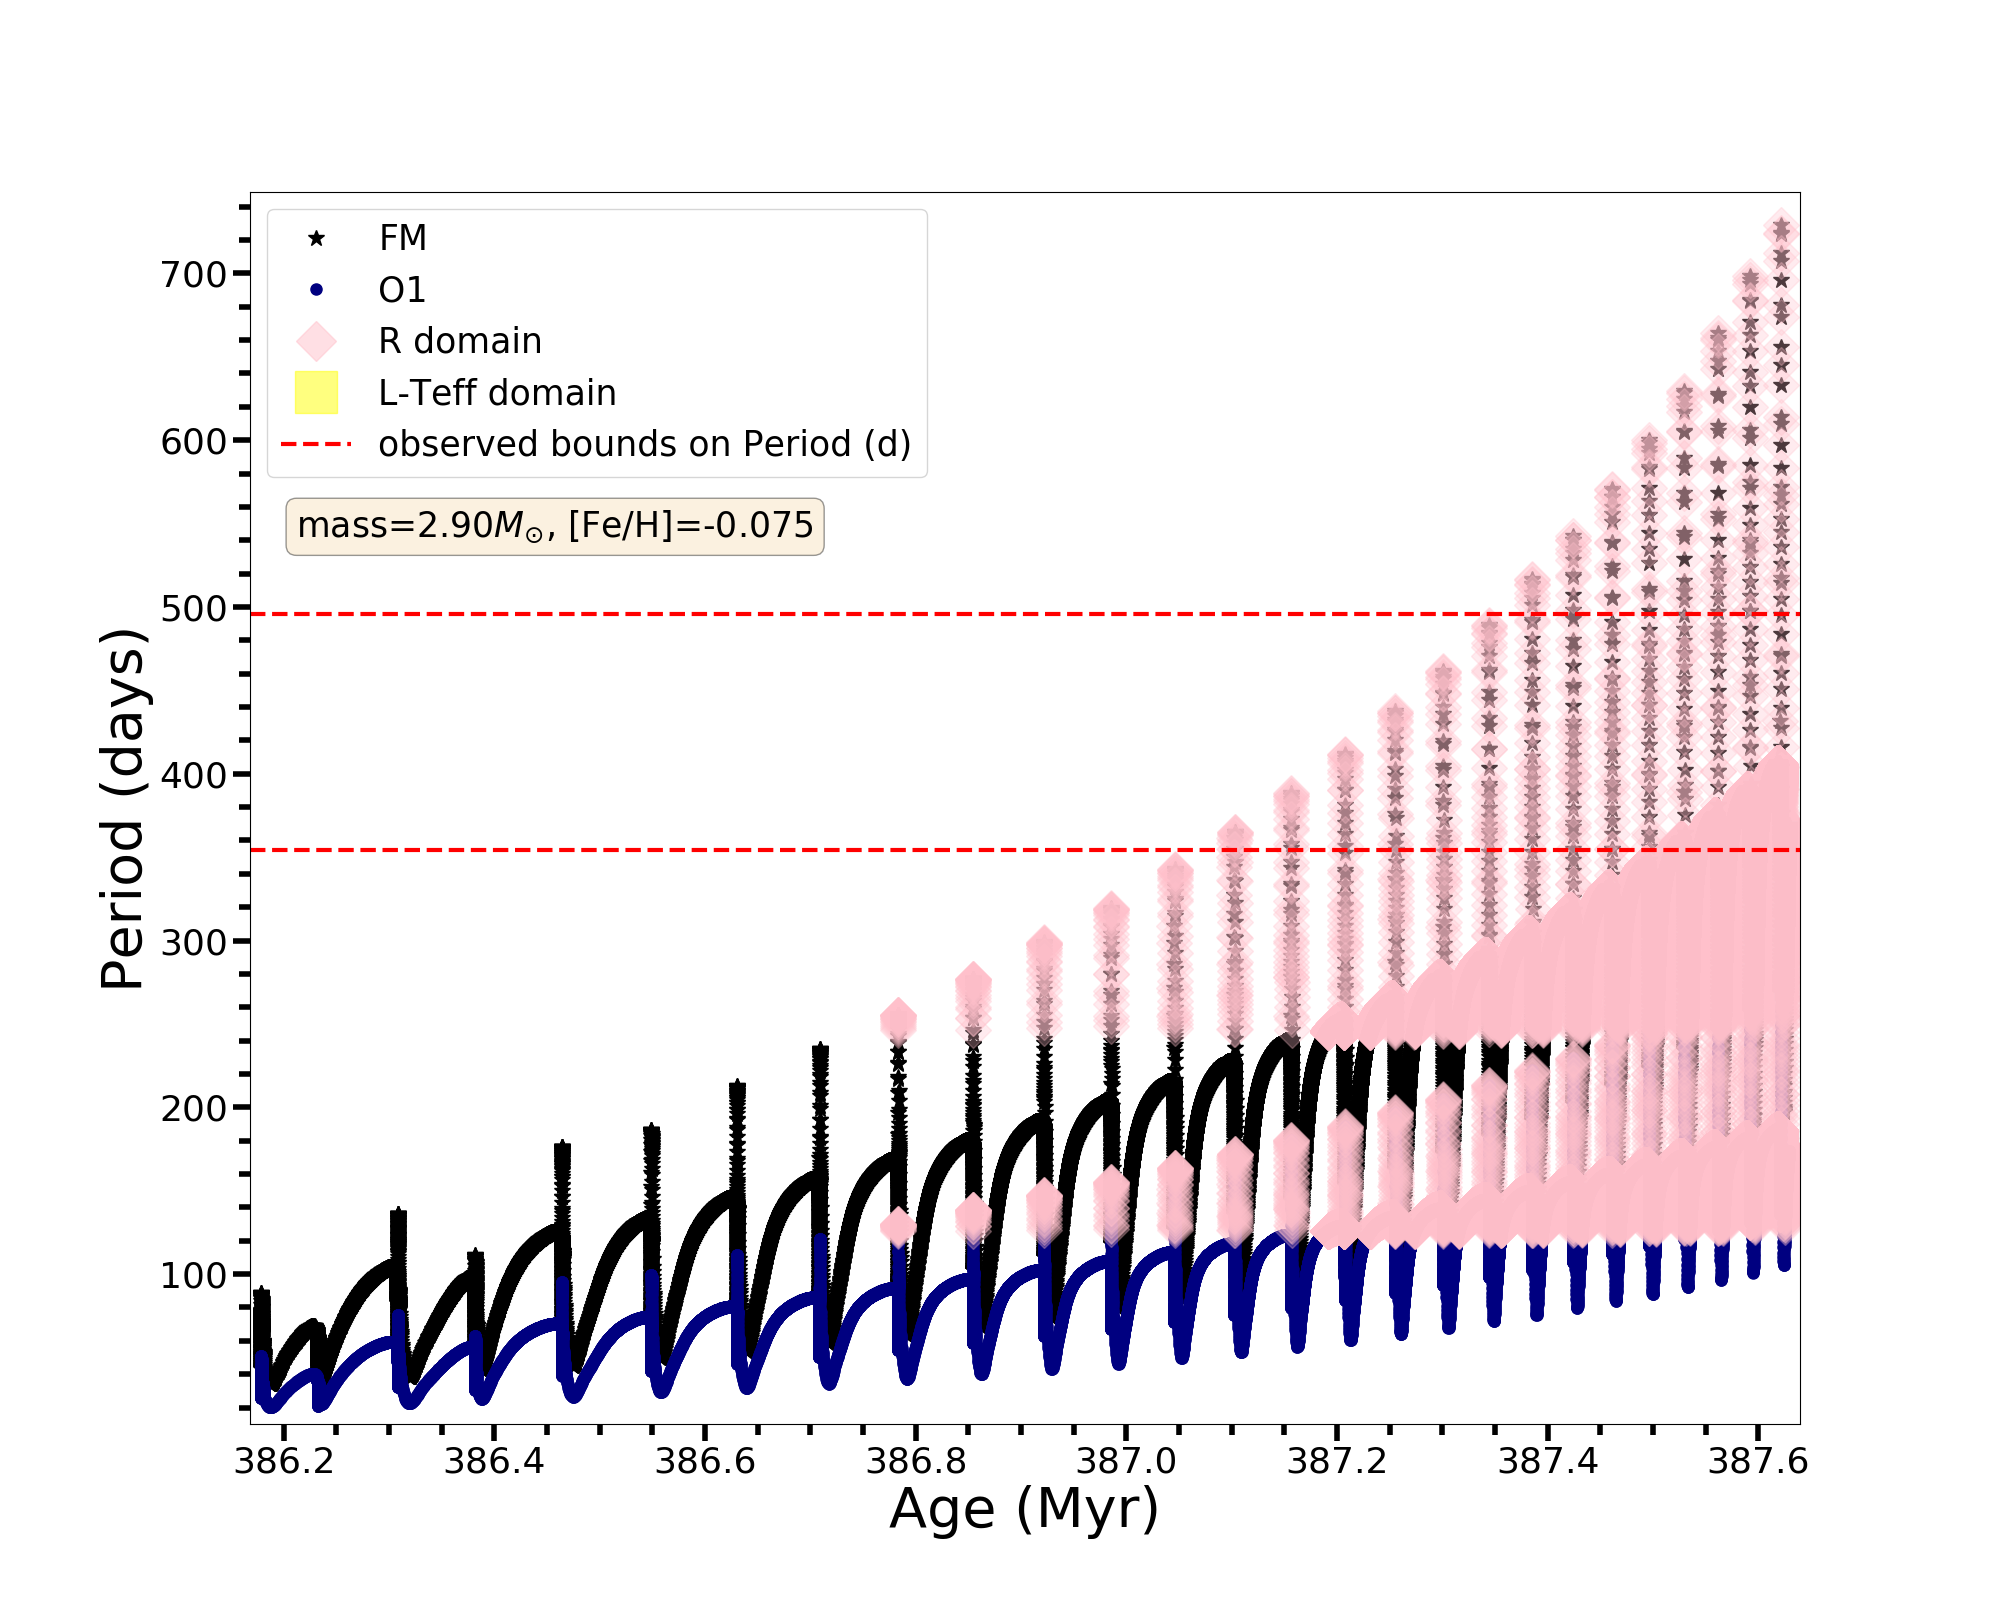 FM
O1
R domain
L-Teff domain
observed bounds on Period (d)
mass=2.90M⊙, [Fe/H]=-0.075
700
600
500
400
300
200
100
Period (days)
386.2 386.4 386.6 386.8 387.0 387.2 387.4 387.6
Age (Myr)